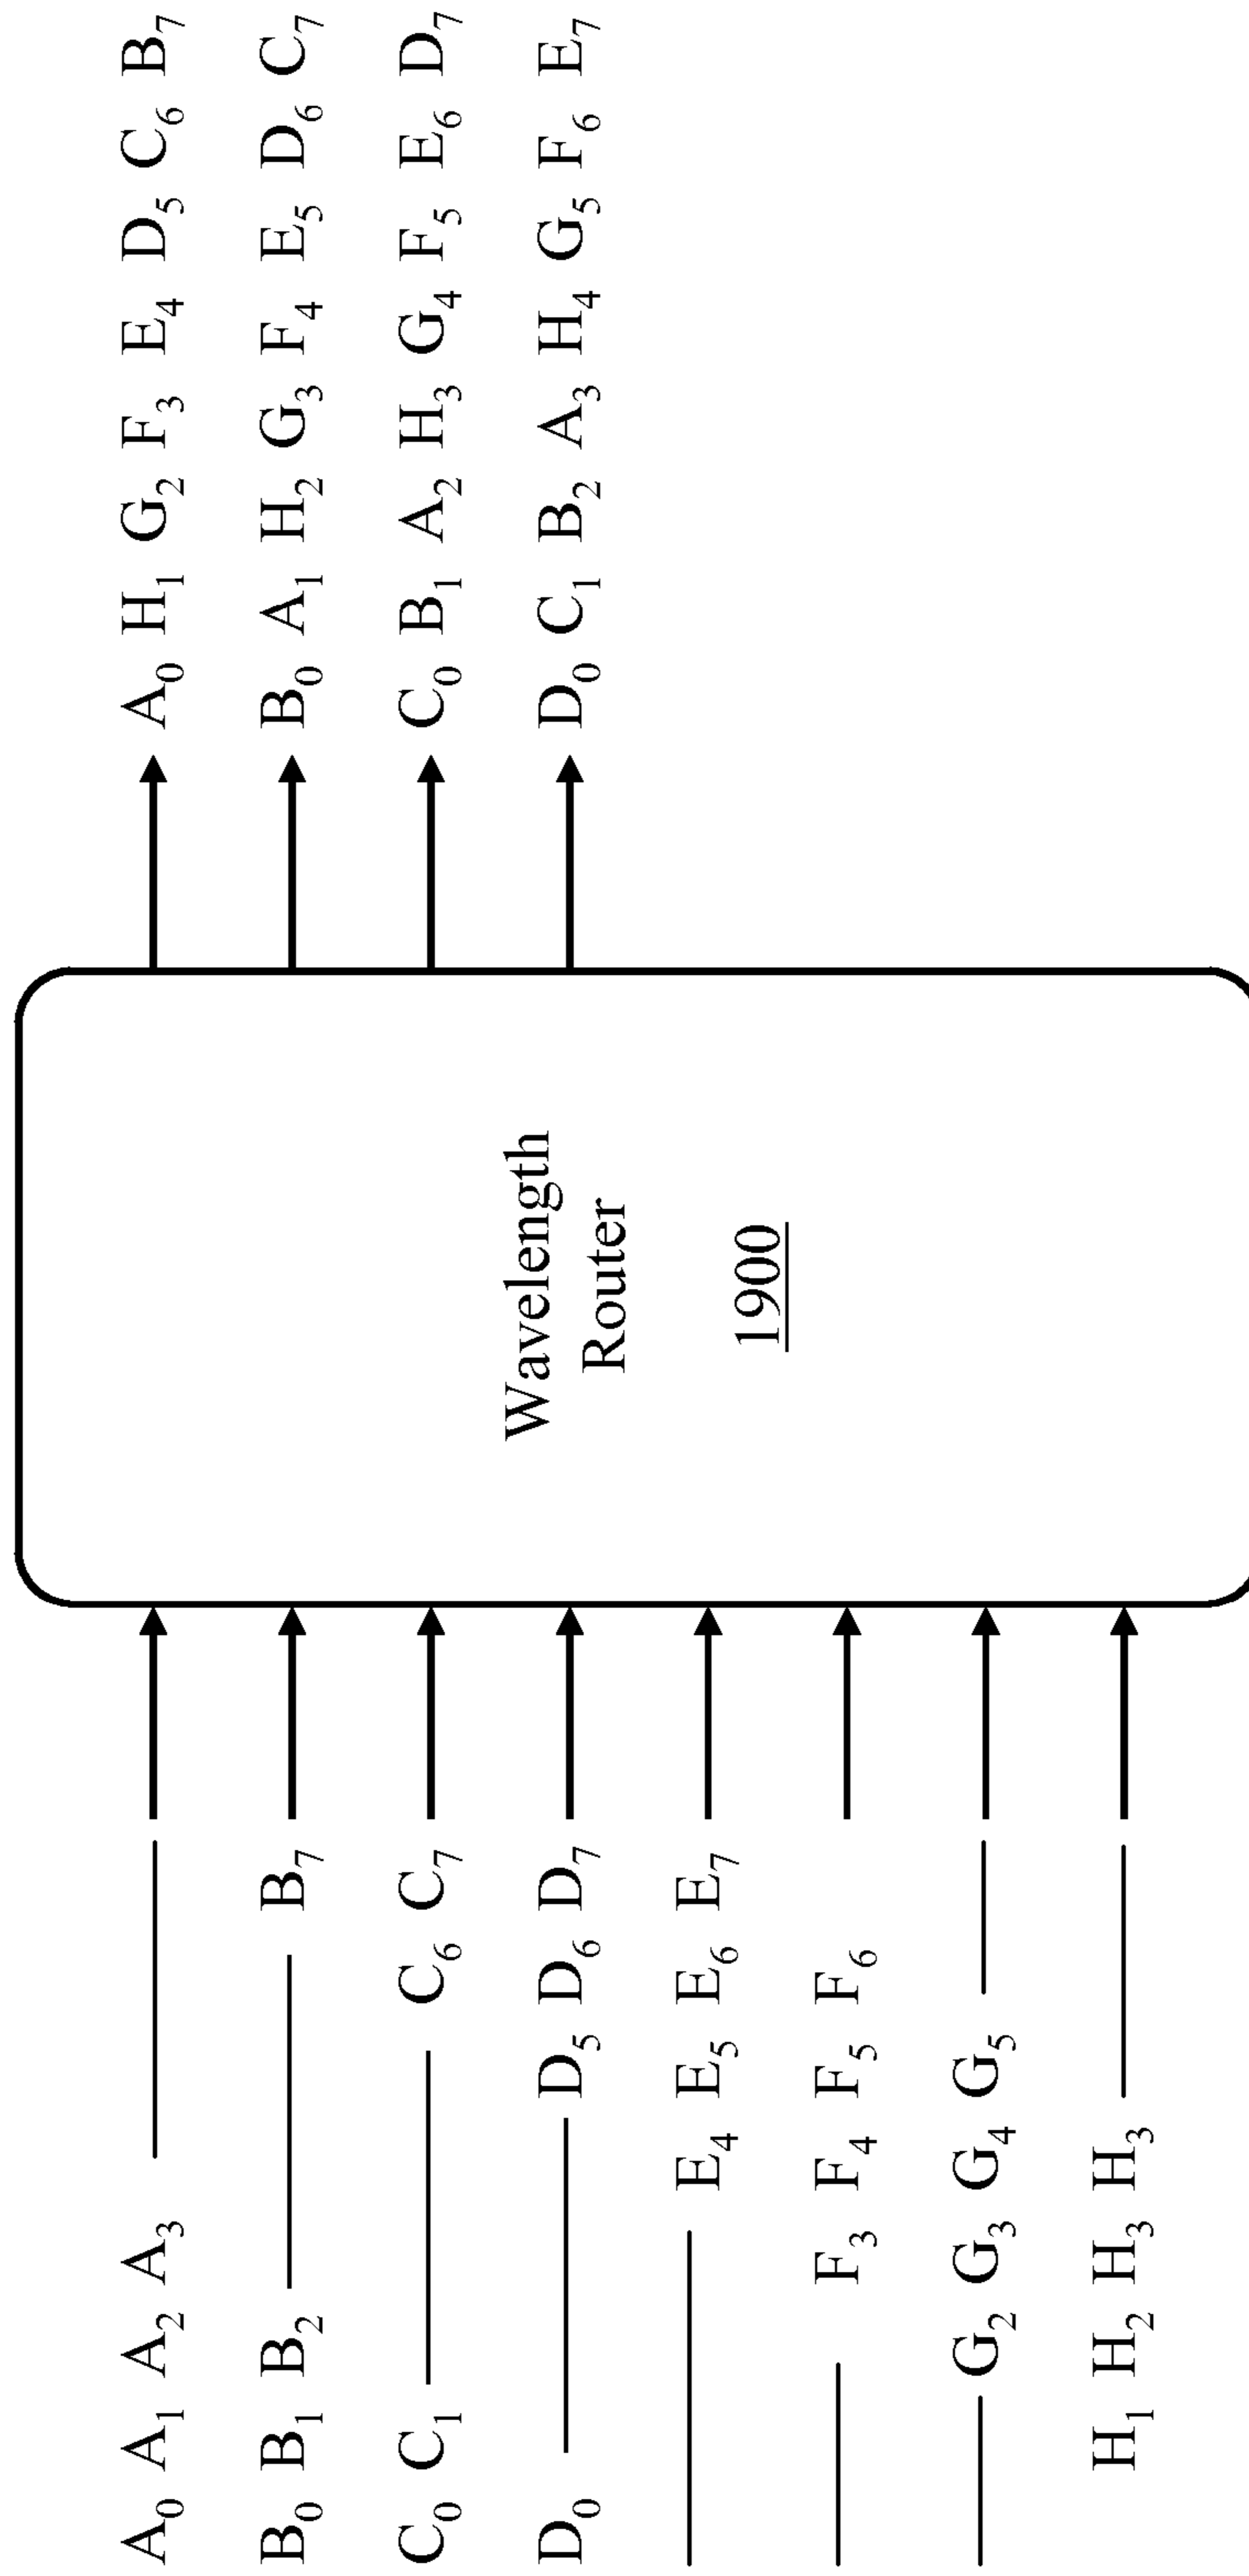 A₀ A₁ A₂ A₃
B₀ B₁ B₂ B₇
C₀ C₁ C₆ C₇
D₀ D₅ D₆ D₇
E₄ E₅ E₆ E₇
F₃ F₄ F₅ F₆
G₂ G₃ G₄ G₅
H₁ H₂ H₃ H₃
Wavelength
Router
1900
A₀ H₁ G₂ F₃ E₄ D₅ C₆ B₇
B₀ A₁ H₂ G₃ F₄ E₅ D₆ C₇
C₀ B₁ A₂ H₃ G₄ F₅ E₆ D₇
D₀ C₁ B₂ A₃ H₄ G₅ F₆ E₇